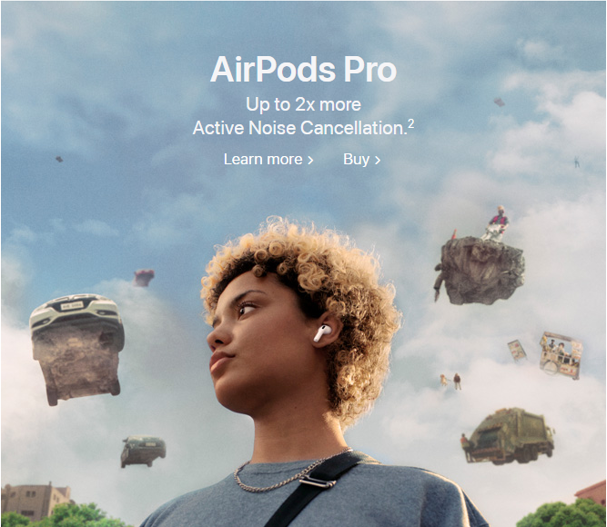 AirPods Pro
Up to 2x more
Active Noise Cancellation.²
Learn more >
Buy >